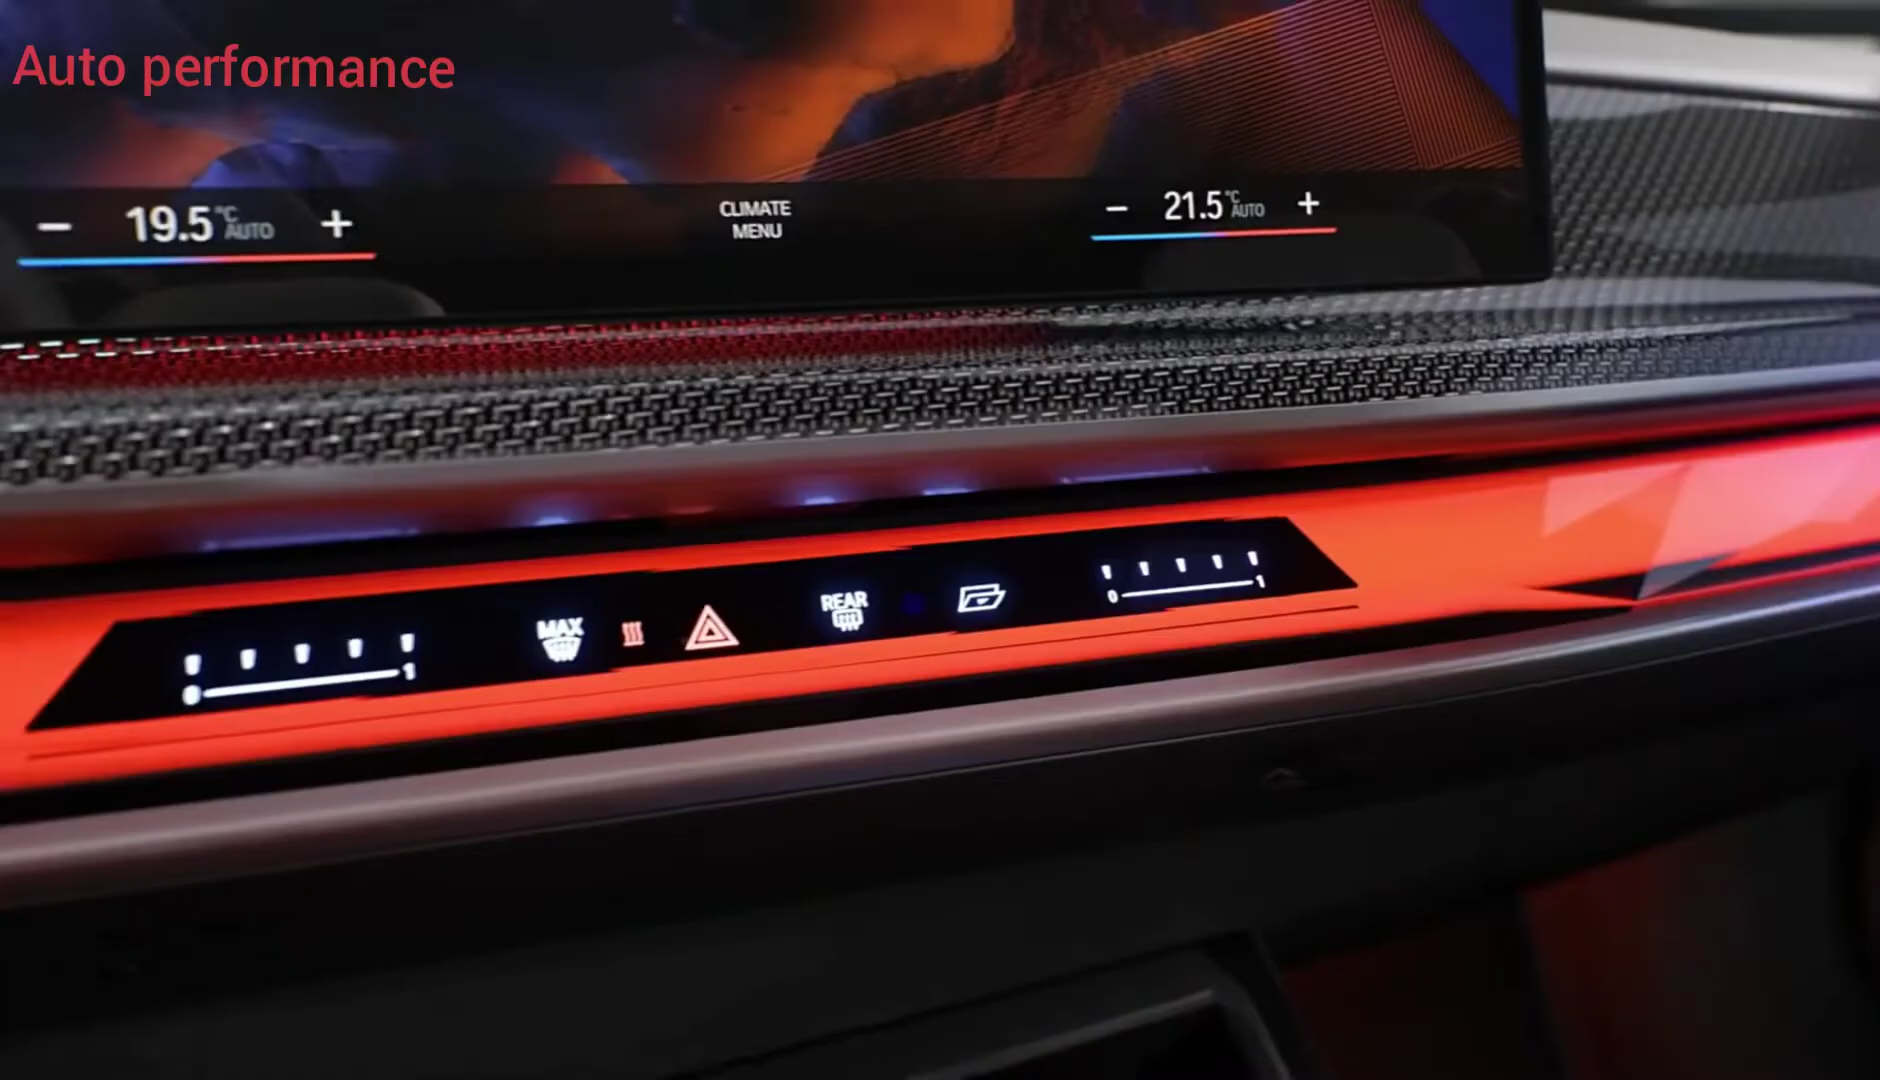 Auto performance
− 19.5 °C AUTO +
CLIMATE
MENU
− 21.5 °C AUTO +
0 1
MAX
REAR
0 1